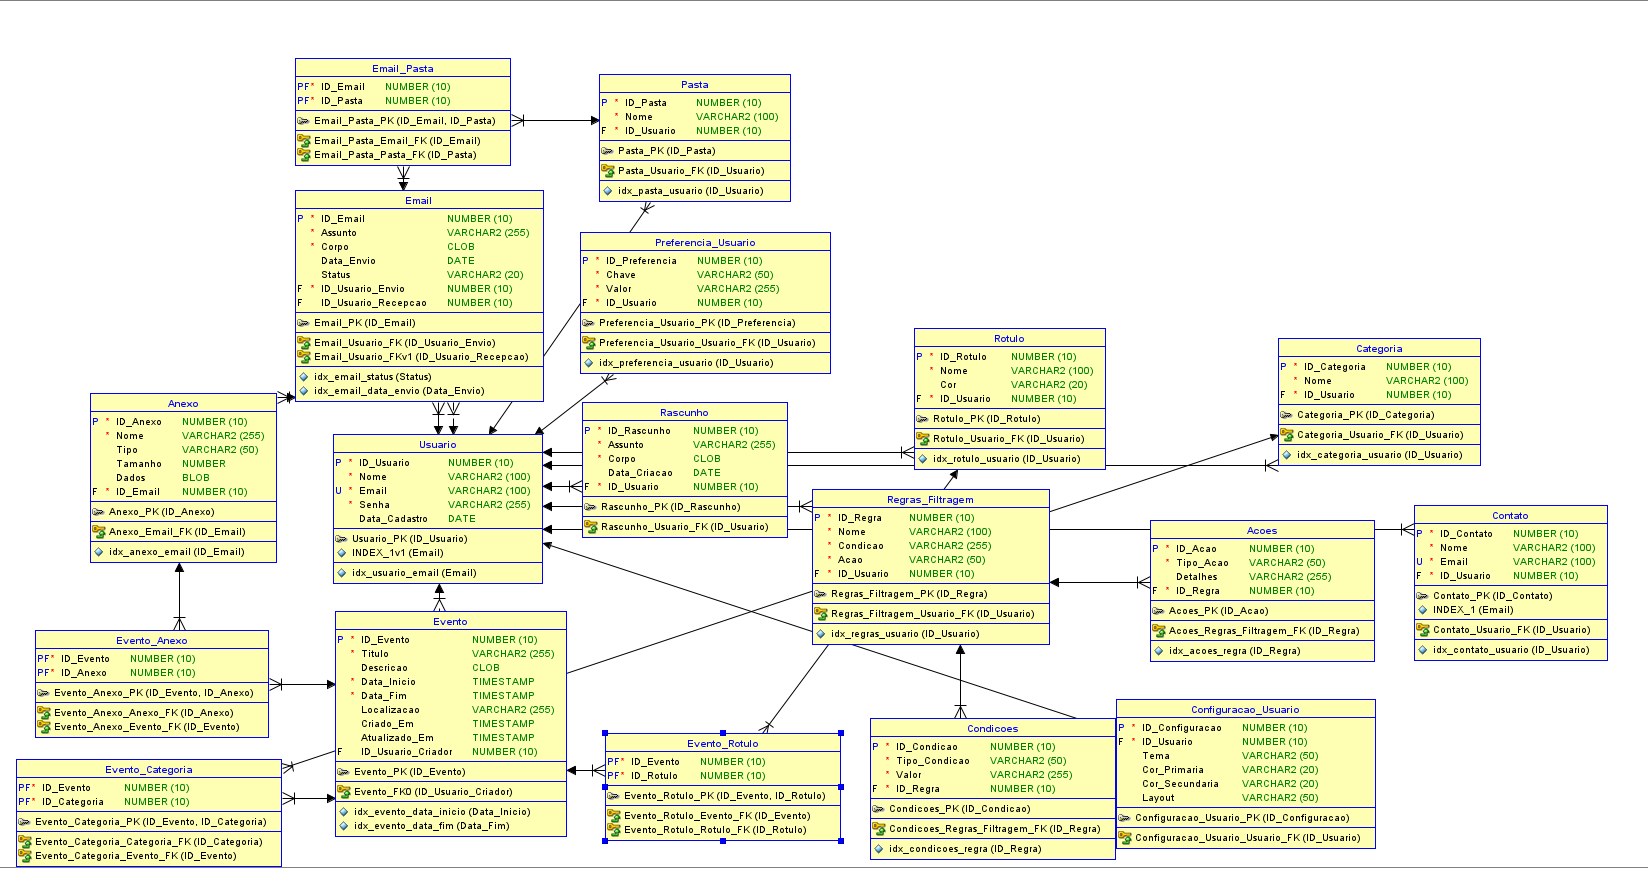 Email_Pasta
PF* ID_Email NUMBER (10)
PF* ID_Pasta NUMBER (10)
Email_Pasta_PK (ID_Email, ID_Pasta)
Email_Pasta_Email_FK (ID_Email)
Email_Pasta_Pasta_FK (ID_Pasta)
Pasta
P * ID_Pasta NUMBER (10)
* Nome VARCHAR2 (100)
F * ID_Usuario NUMBER (10)
Pasta_PK (ID_Pasta)
Pasta_Usuario_FK (ID_Usuario)
idx_pasta_usuario (ID_Usuario)
Email
P * ID_Email NUMBER (10)
* Assunto VARCHAR2 (255)
* Corpo CLOB
Data_Envio DATE
Status VARCHAR2 (20)
F * ID_Usuario_Envio NUMBER (10)
F ID_Usuario_Recepcao NUMBER (10)
Email_PK (ID_Email)
Email_Usuario_FK (ID_Usuario_Envio)
Email_Usuario_FKv1 (ID_Usuario_Recepcao)
idx_email_status (Status)
idx_email_data_envio (Data_Envio)
Preferencia_Usuario
P * ID_Preferencia NUMBER (10)
* Chave VARCHAR2 (50)
* Valor VARCHAR2 (255)
F * ID_Usuario NUMBER (10)
Preferencia_Usuario_PK (ID_Preferencia)
Preferencia_Usuario_Usuario_FK (ID_Usuario)
idx_preferencia_usuario (ID_Usuario)
Rotulo
P * ID_Rotulo NUMBER (10)
* Nome VARCHAR2 (100)
Cor VARCHAR2 (20)
F * ID_Usuario NUMBER (10)
Rotulo_PK (ID_Rotulo)
Rotulo_Usuario_FK (ID_Usuario)
idx_rotulo_usuario (ID_Usuario)
Categoria
P * ID_Categoria NUMBER (10)
* Nome VARCHAR2 (100)
F * ID_Usuario NUMBER (10)
Categoria_PK (ID_Categoria)
Categoria_Usuario_FK (ID_Usuario)
idx_categoria_usuario (ID_Usuario)
Anexo
P * ID_Anexo NUMBER (10)
* Nome VARCHAR2 (255)
Tipo VARCHAR2 (50)
Tamanho NUMBER
Dados BLOB
F * ID_Email NUMBER (10)
Anexo_PK (ID_Anexo)
Anexo_Email_FK (ID_Email)
idx_anexo_email (ID_Email)
Usuario
P * ID_Usuario NUMBER (10)
* Nome VARCHAR2 (100)
U * Email VARCHAR2 (100)
* Senha VARCHAR2 (255)
Data_Cadastro DATE
Usuario_PK (ID_Usuario)
INDEX_1v1 (Email)
idx_usuario_email (Email)
Rascunho
P * ID_Rascunho NUMBER (10)
* Assunto VARCHAR2 (255)
* Corpo CLOB
Data_Criacao DATE
F * ID_Usuario NUMBER (10)
Rascunho_PK (ID_Rascunho)
Rascunho_Usuario_FK (ID_Usuario)
Regras_Filtragem
P * ID_Regra NUMBER (10)
* Nome VARCHAR2 (100)
* Condicao VARCHAR2 (255)
* Acao VARCHAR2 (50)
F * ID_Usuario NUMBER (10)
Regras_Filtragem_PK (ID_Regra)
Regras_Filtragem_Usuario_FK (ID_Usuario)
idx_regras_usuario (ID_Usuario)
Acoes
P * ID_Acao NUMBER (10)
* Tipo_Acao VARCHAR2 (50)
Detalhes VARCHAR2 (255)
F * ID_Regra NUMBER (10)
Acoes_PK (ID_Acao)
Acoes_Regras_Filtragem_FK (ID_Regra)
idx_acoes_regra (ID_Regra)
Contato
P * ID_Contato NUMBER (10)
* Nome VARCHAR2 (100)
U * Email VARCHAR2 (100)
F * ID_Usuario NUMBER (10)
Contato_PK (ID_Contato)
INDEX_1 (Email)
Contato_Usuario_FK (ID_Usuario)
idx_contato_usuario (ID_Usuario)
Evento_Anexo
PF* ID_Evento NUMBER (10)
PF* ID_Anexo NUMBER (10)
Evento_Anexo_PK (ID_Evento, ID_Anexo)
Evento_Anexo_Anexo_FK (ID_Anexo)
Evento_Anexo_Evento_FK (ID_Evento)
Evento
P * ID_Evento NUMBER (10)
* Titulo VARCHAR2 (255)
Descricao CLOB
* Data_Inicio TIMESTAMP
* Data_Fim TIMESTAMP
Localizacao VARCHAR2 (255)
Criado_Em TIMESTAMP
Atualizado_Em TIMESTAMP
F ID_Usuario_Criador NUMBER (10)
Evento_PK (ID_Evento)
Evento_FK0 (ID_Usuario_Criador)
idx_evento_data_inicio (Data_Inicio)
idx_evento_data_fim (Data_Fim)
Evento_Categoria
PF* ID_Evento NUMBER (10)
PF* ID_Categoria NUMBER (10)
Evento_Categoria_PK (ID_Evento, ID_Categoria)
Evento_Categoria_Categoria_FK (ID_Categoria)
Evento_Categoria_Evento_FK (ID_Evento)
Evento_Rotulo
PF* ID_Evento NUMBER (10)
PF* ID_Rotulo NUMBER (10)
Evento_Rotulo_PK (ID_Evento, ID_Rotulo)
Evento_Rotulo_Evento_FK (ID_Evento)
Evento_Rotulo_Rotulo_FK (ID_Rotulo)
Condicoes
P * ID_Condicao NUMBER (10)
* Tipo_Condicao VARCHAR2 (50)
* Valor VARCHAR2 (255)
F * ID_Regra NUMBER (10)
Condicoes_PK (ID_Condicao)
Condicoes_Regras_Filtragem_FK (ID_Regra)
idx_condicoes_regra (ID_Regra)
Configuracao_Usuario
P * ID_Configuracao NUMBER (10)
F * ID_Usuario NUMBER (10)
Tema VARCHAR2 (50)
Cor_Primaria VARCHAR2 (20)
Cor_Secundaria VARCHAR2 (20)
Layout VARCHAR2 (50)
Configuracao_Usuario_PK (ID_Configuracao)
Configuracao_Usuario_Usuario_FK (ID_Usuario)